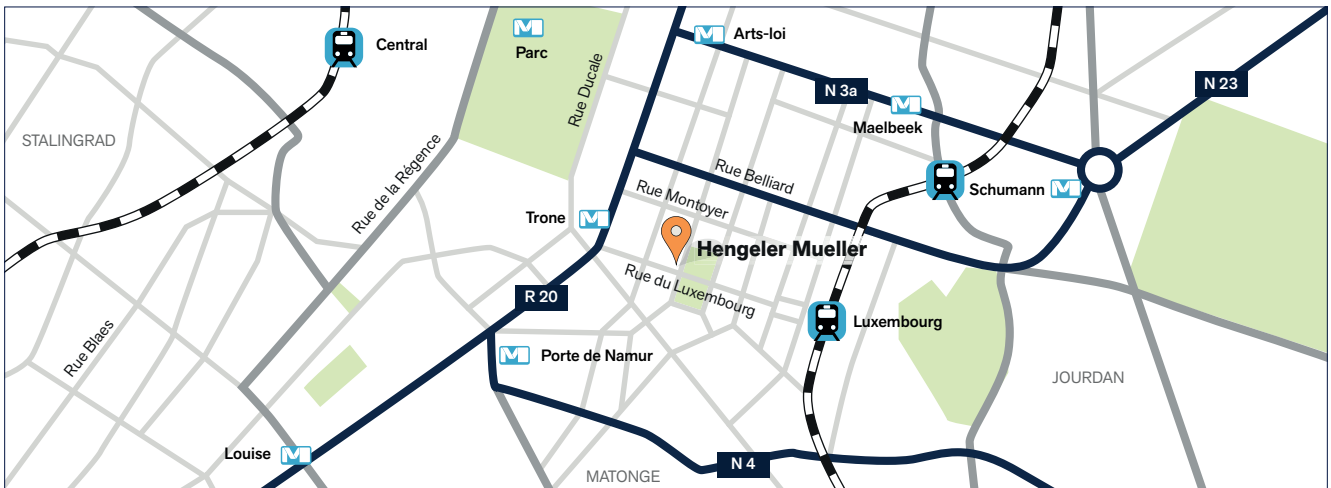 Central
Parc
Arts-loi
Rue Ducale
N 3a
N 23
Maelbeek
STALINGRAD
Rue de la Régence
Rue Belliard
Rue Montoyer
Schumann
Trone
Hengeler Mueller
Rue du Luxembourg
R 20
Luxembourg
Rue Blaes
Porte de Namur
JOURDAN
Louise
N 4
MATONGE